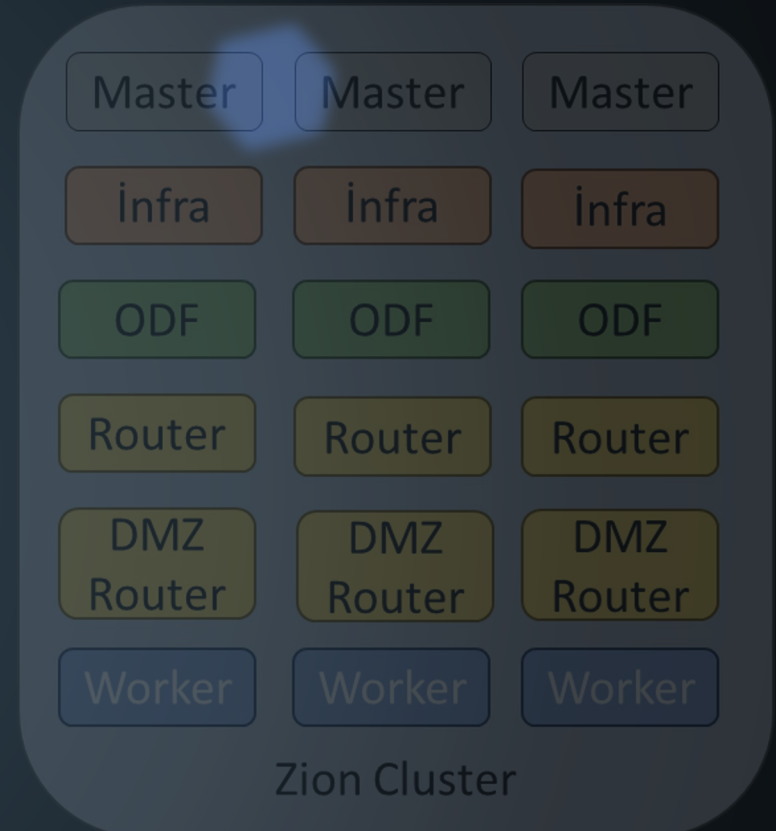 Master Master Master
İnfra İnfra İnfra
ODF ODF ODF
Router Router Router
DMZ DMZ DMZ
Router Router Router
Worker Worker Worker
Zion Cluster